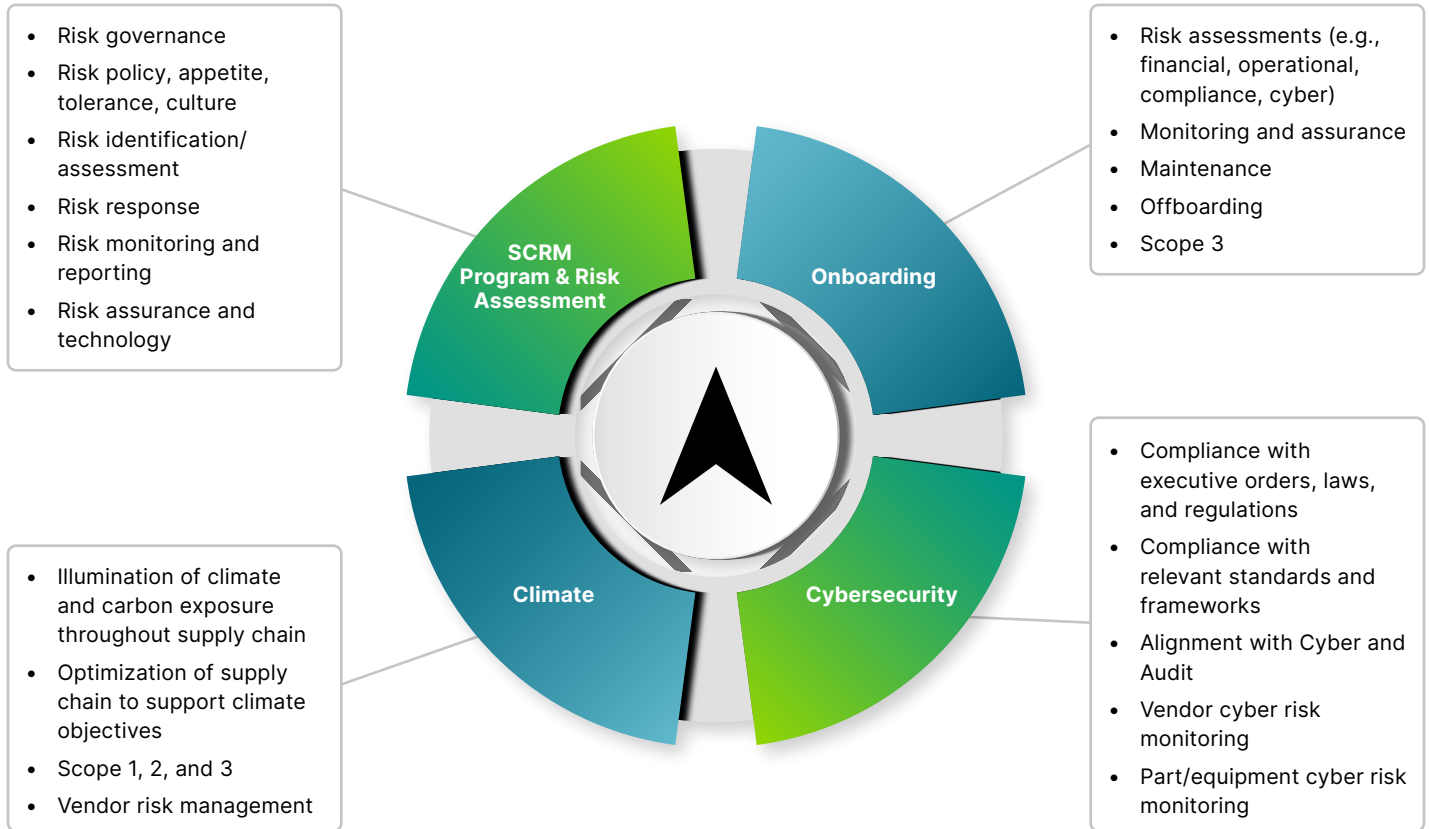 • Risk governance
• Risk policy, appetite,
tolerance, culture
• Risk identification/
assessment
• Risk response
• Risk monitoring and
reporting
• Risk assurance and
technology
• Risk assessments (e.g.,
financial, operational,
compliance, cyber)
• Monitoring and assurance
• Maintenance
• Offboarding
• Scope 3
SCRM
Program & Risk
Assessment
Onboarding
Climate
Cybersecurity
• Illumination of climate
and carbon exposure
throughout supply chain
• Optimization of supply
chain to support climate
objectives
• Scope 1, 2, and 3
• Vendor risk management
• Compliance with
executive orders, laws,
and regulations
• Compliance with
relevant standards and
frameworks
• Alignment with Cyber and
Audit
• Vendor cyber risk
monitoring
• Part/equipment cyber risk
monitoring